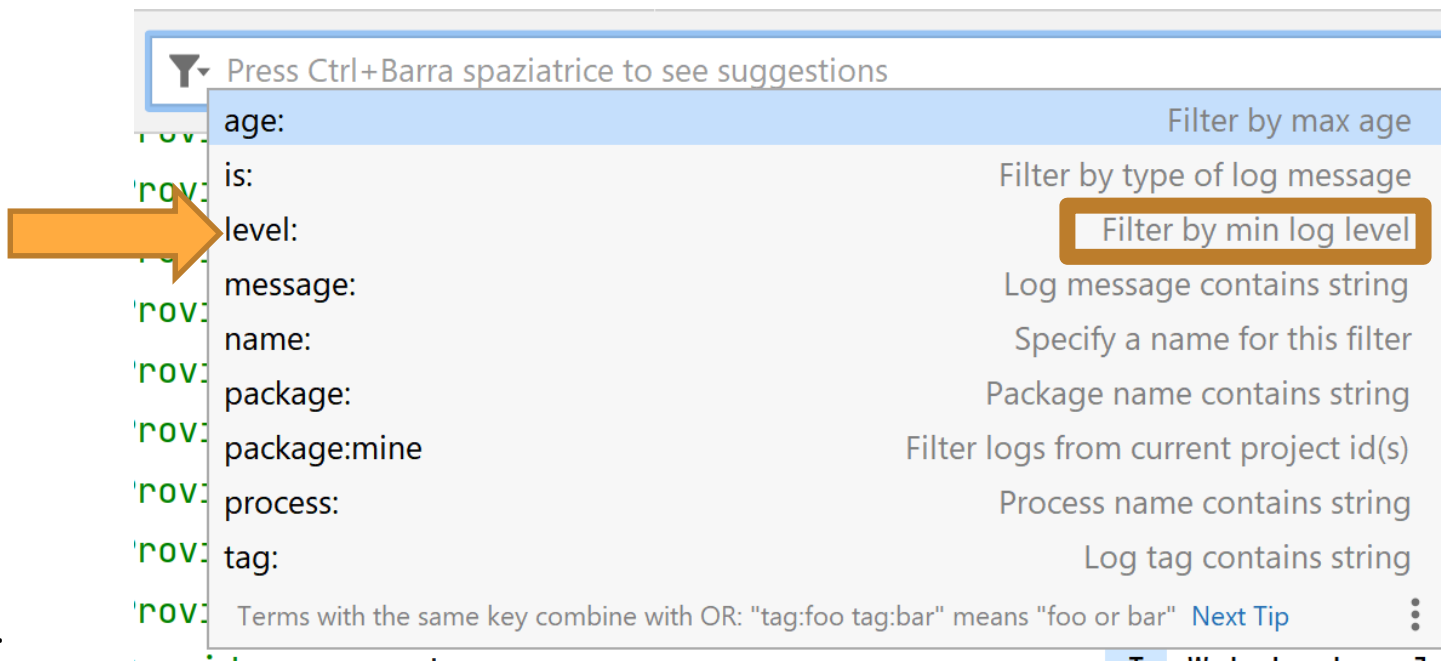 Press Ctrl+Barra spaziatrice to see suggestions
age: Filter by max age
is: Filter by type of log message
level: Filter by min log level
message: Log message contains string
name: Specify a name for this filter
package: Package name contains string
package:mine Filter logs from current project id(s)
process: Process name contains string
tag: Log tag contains string
Terms with the same key combine with OR: "tag:foo tag:bar" means "foo or bar" Next Tip